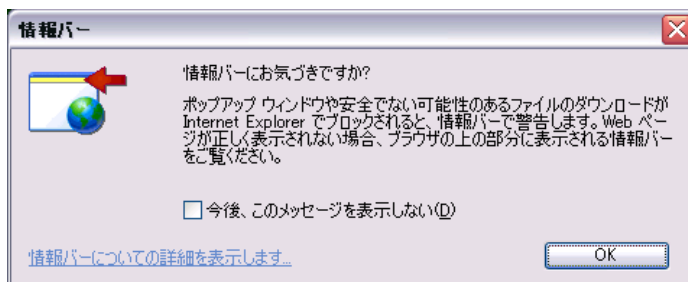 情報バー
情報バーにお気づきですか?
ポップアップ ウィンドウや安全でない可能性のあるファイルのダウンロードが
Internet Explorer でブロックされると、情報バーで警告します。Web ペー
ジが正しく表示されない場合、ブラウザの上の部分に表示される情報バー
をご覧ください。
今後、このメッセージを表示しない(D)
情報バーについての詳細を表示します...
OK